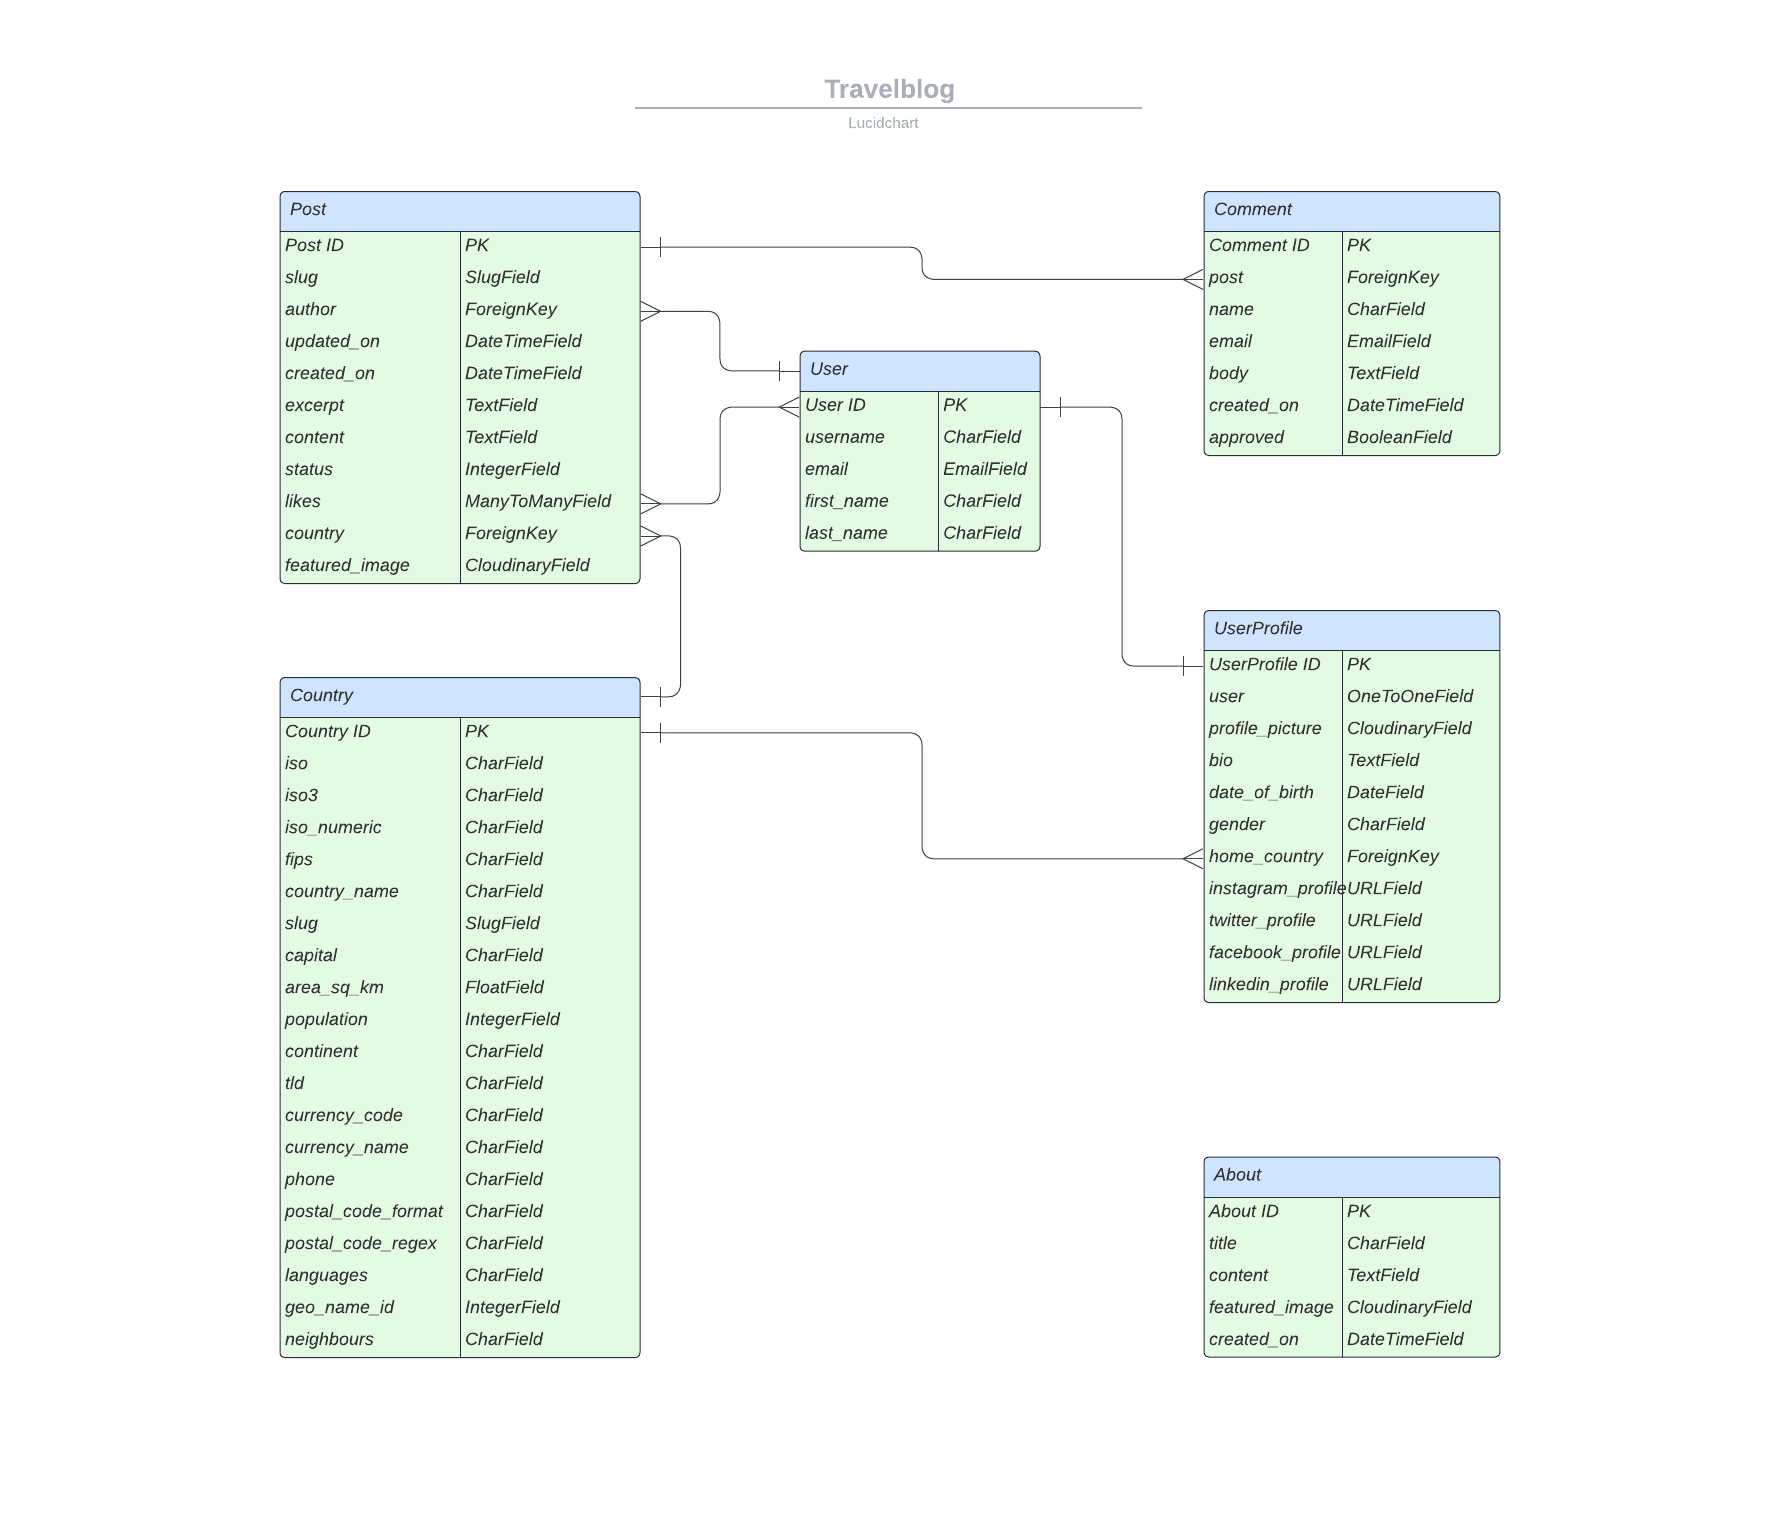 Travelblog
Lucidchart
Post
Post ID PK
slug SlugField
author ForeignKey
updated_on DateTimeField
created_on DateTimeField
excerpt TextField
content TextField
status IntegerField
likes ManyToManyField
country ForeignKey
featured_image CloudinaryField
Comment
Comment ID PK
post ForeignKey
name CharField
email EmailField
body TextField
created_on DateTimeField
approved BooleanField
User
User ID PK
username CharField
email EmailField
first_name CharField
last_name CharField
UserProfile
UserProfile ID PK
user OneToOneField
profile_picture CloudinaryField
bio TextField
date_of_birth DateField
gender CharField
home_country ForeignKey
instagram_profile URLField
twitter_profile URLField
facebook_profile URLField
linkedin_profile URLField
Country
Country ID PK
iso CharField
iso3 CharField
iso_numeric CharField
fips CharField
country_name CharField
slug SlugField
capital CharField
area_sq_km FloatField
population IntegerField
continent CharField
tld CharField
currency_code CharField
currency_name CharField
phone CharField
postal_code_format CharField
postal_code_regex CharField
languages CharField
geo_name_id IntegerField
neighbours CharField
About
About ID PK
title CharField
content TextField
featured_image CloudinaryField
created_on DateTimeField